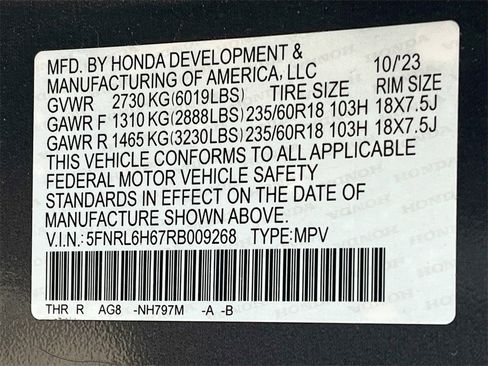 MFD. BY HONDA DEVELOPMENT &
MANUFACTURING OF AMERICA, LLC 10/'23
GVWR 2730 KG(6019LBS) TIRE SIZE RIM SIZE
GAWR F 1310 KG(2888LBS) 235/60R18 103H 18X7.5J
GAWR R 1465 KG(3230LBS) 235/60R18 103H 18X7.5J
THIS VEHICLE CONFORMS TO ALL APPLICABLE
FEDERAL MOTOR VEHICLE SAFETY
STANDARDS IN EFFECT ON THE DATE OF
MANUFACTURE SHOWN ABOVE.
V.I.N.: 5FNRL6H67RB009268 TYPE:MPV
THR R AG8 -NH797M -A -B